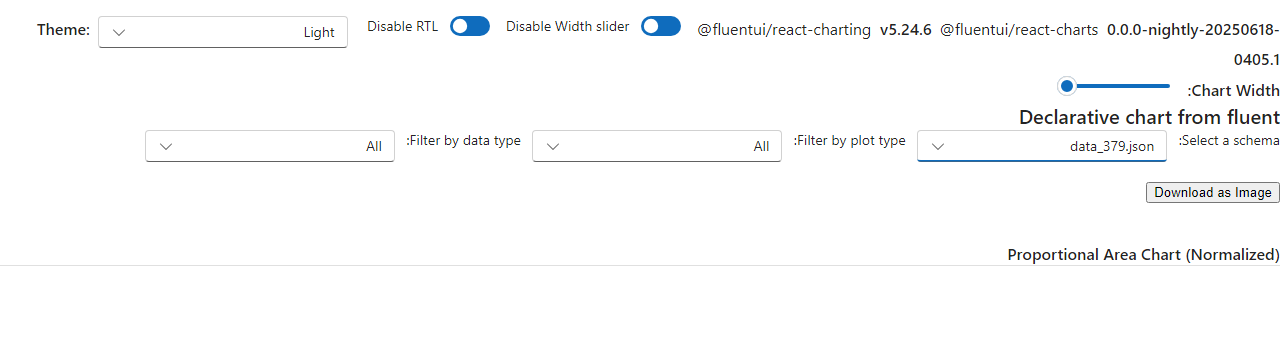 Theme: Light Disable RTL Disable Width slider @fluentui/react-charting v5.24.6 @fluentui/react-charts 0.0.0-nightly-20250618-
0405.1
:Chart Width
Declarative chart from fluent
:Select a schema data_379.json :Filter by plot type All :Filter by data type All
Download as Image
Proportional Area Chart (Normalized)